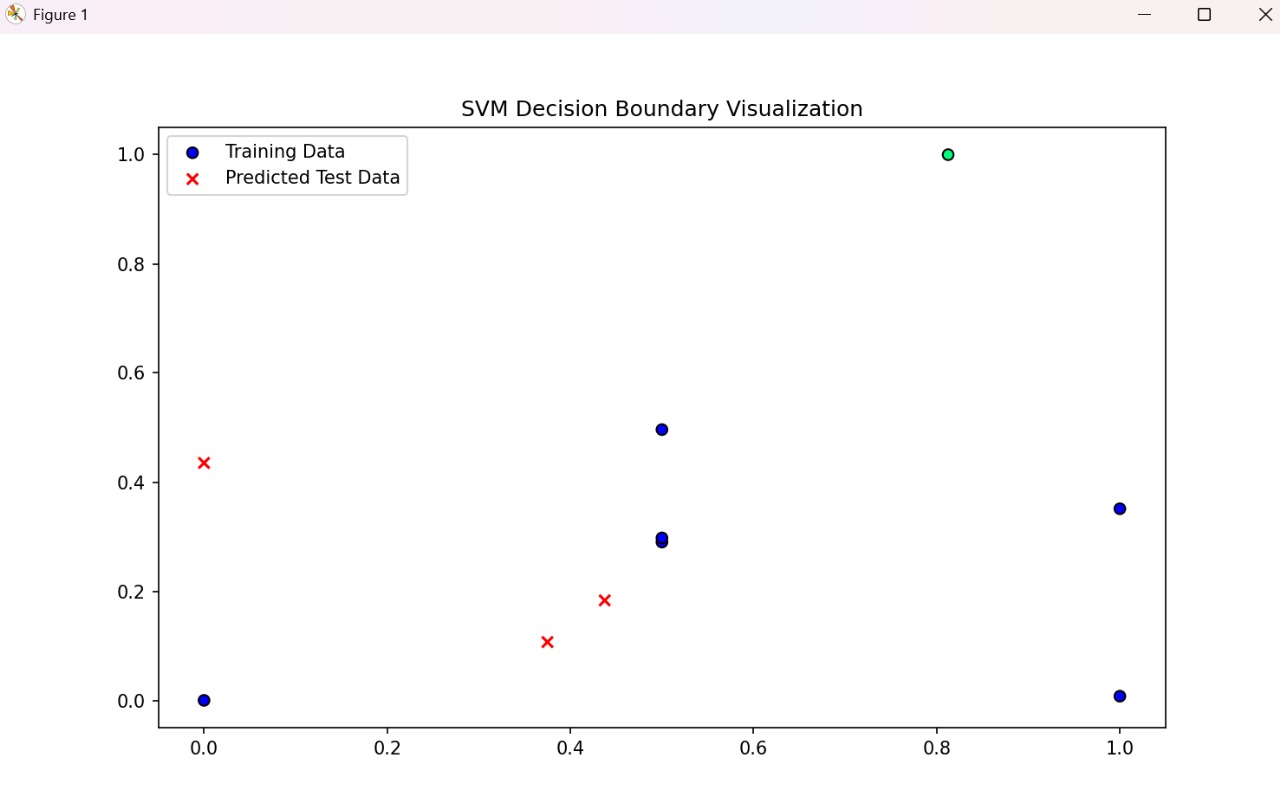 Figure 1
SVM Decision Boundary Visualization
Training Data
Predicted Test Data
1.0
0.8
0.6
0.4
0.2
0.0
0.0 0.2 0.4 0.6 0.8 1.0